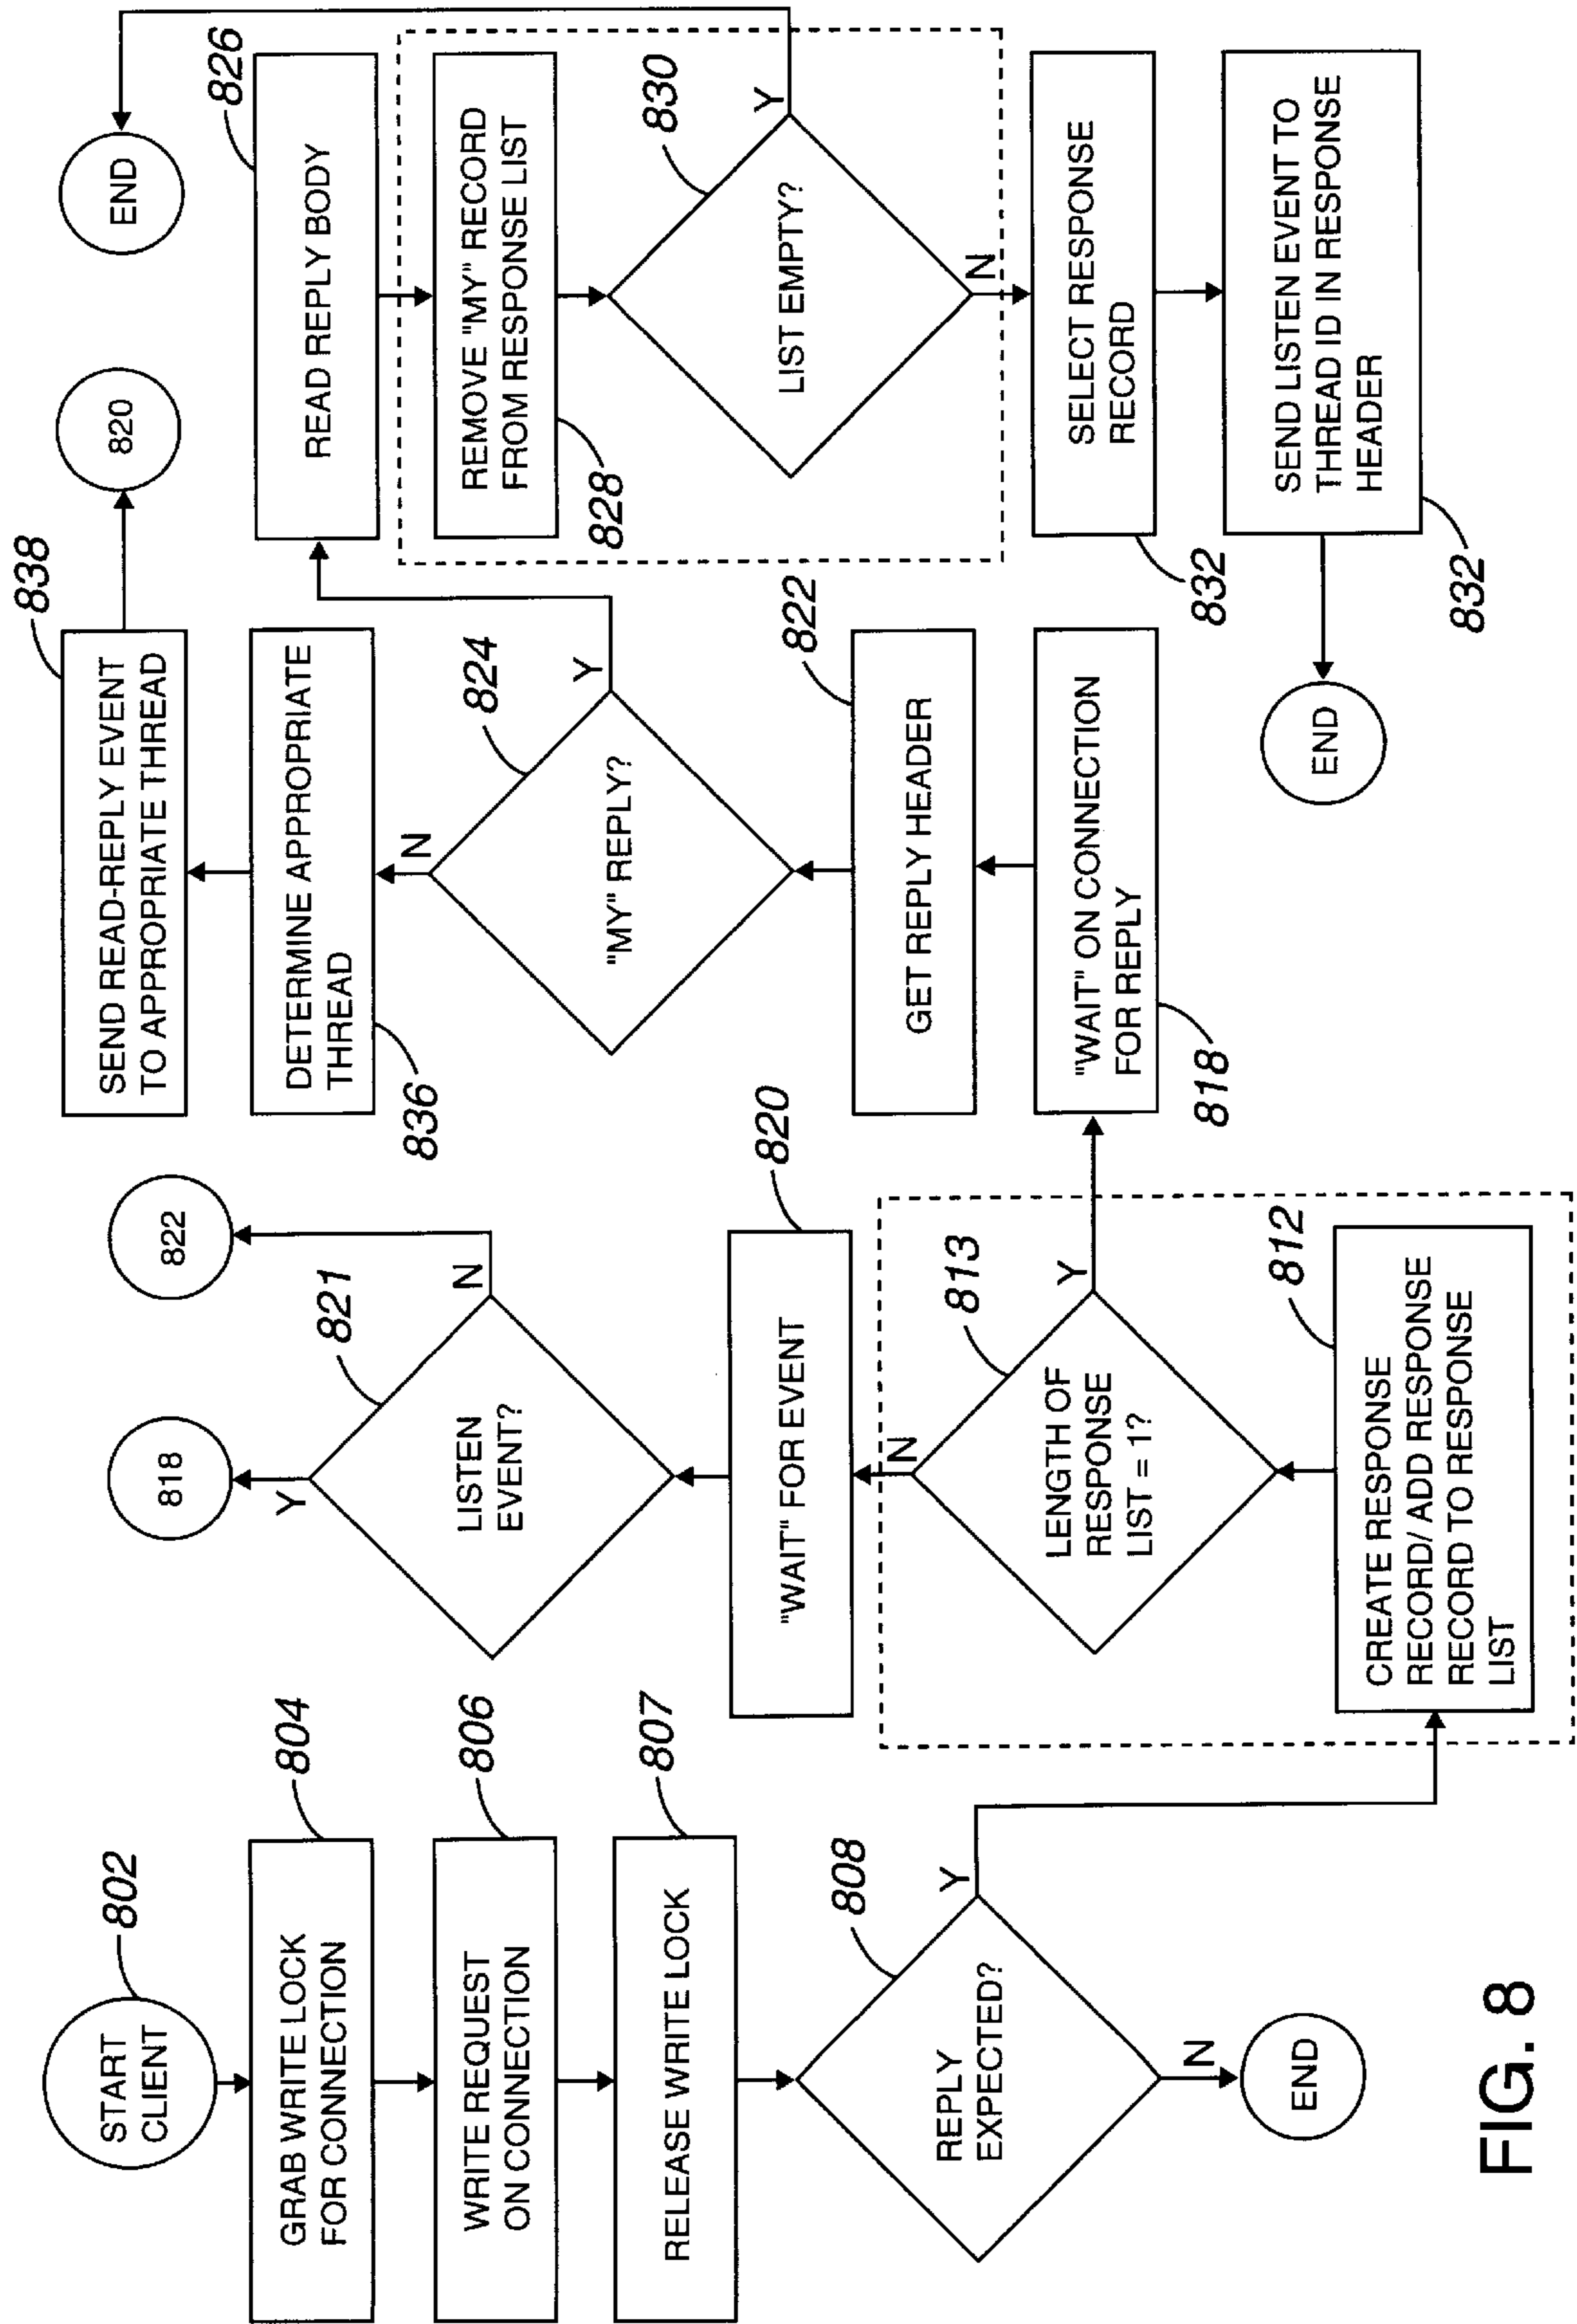 START
CLIENT
802
GRAB WRITE LOCK
FOR CONNECTION
804
WRITE REQUEST
ON CONNECTION
806
RELEASE WRITE LOCK
807
REPLY
EXPECTED?
808
Y
N
END
818
822
Y
N
LISTEN
EVENT?
821
"WAIT" FOR EVENT
820
N
Y
LENGTH OF
RESPONSE
LIST = 1?
813
CREATE RESPONSE
RECORD/ ADD RESPONSE
RECORD TO RESPONSE
LIST
812
SEND READ-REPLY EVENT
TO APPROPRIATE THREAD
838
820
DETERMINE APPROPRIATE
THREAD
836
N
Y
"MY" REPLY?
824
GET REPLY HEADER
822
"WAIT" ON CONNECTION
FOR REPLY
818
END
READ REPLY BODY
826
REMOVE "MY" RECORD
FROM RESPONSE LIST
828
LIST EMPTY?
830
Y
N
SELECT RESPONSE
RECORD
832
SEND LISTEN EVENT TO
THREAD ID IN RESPONSE
HEADER
832
END
FIG. 8